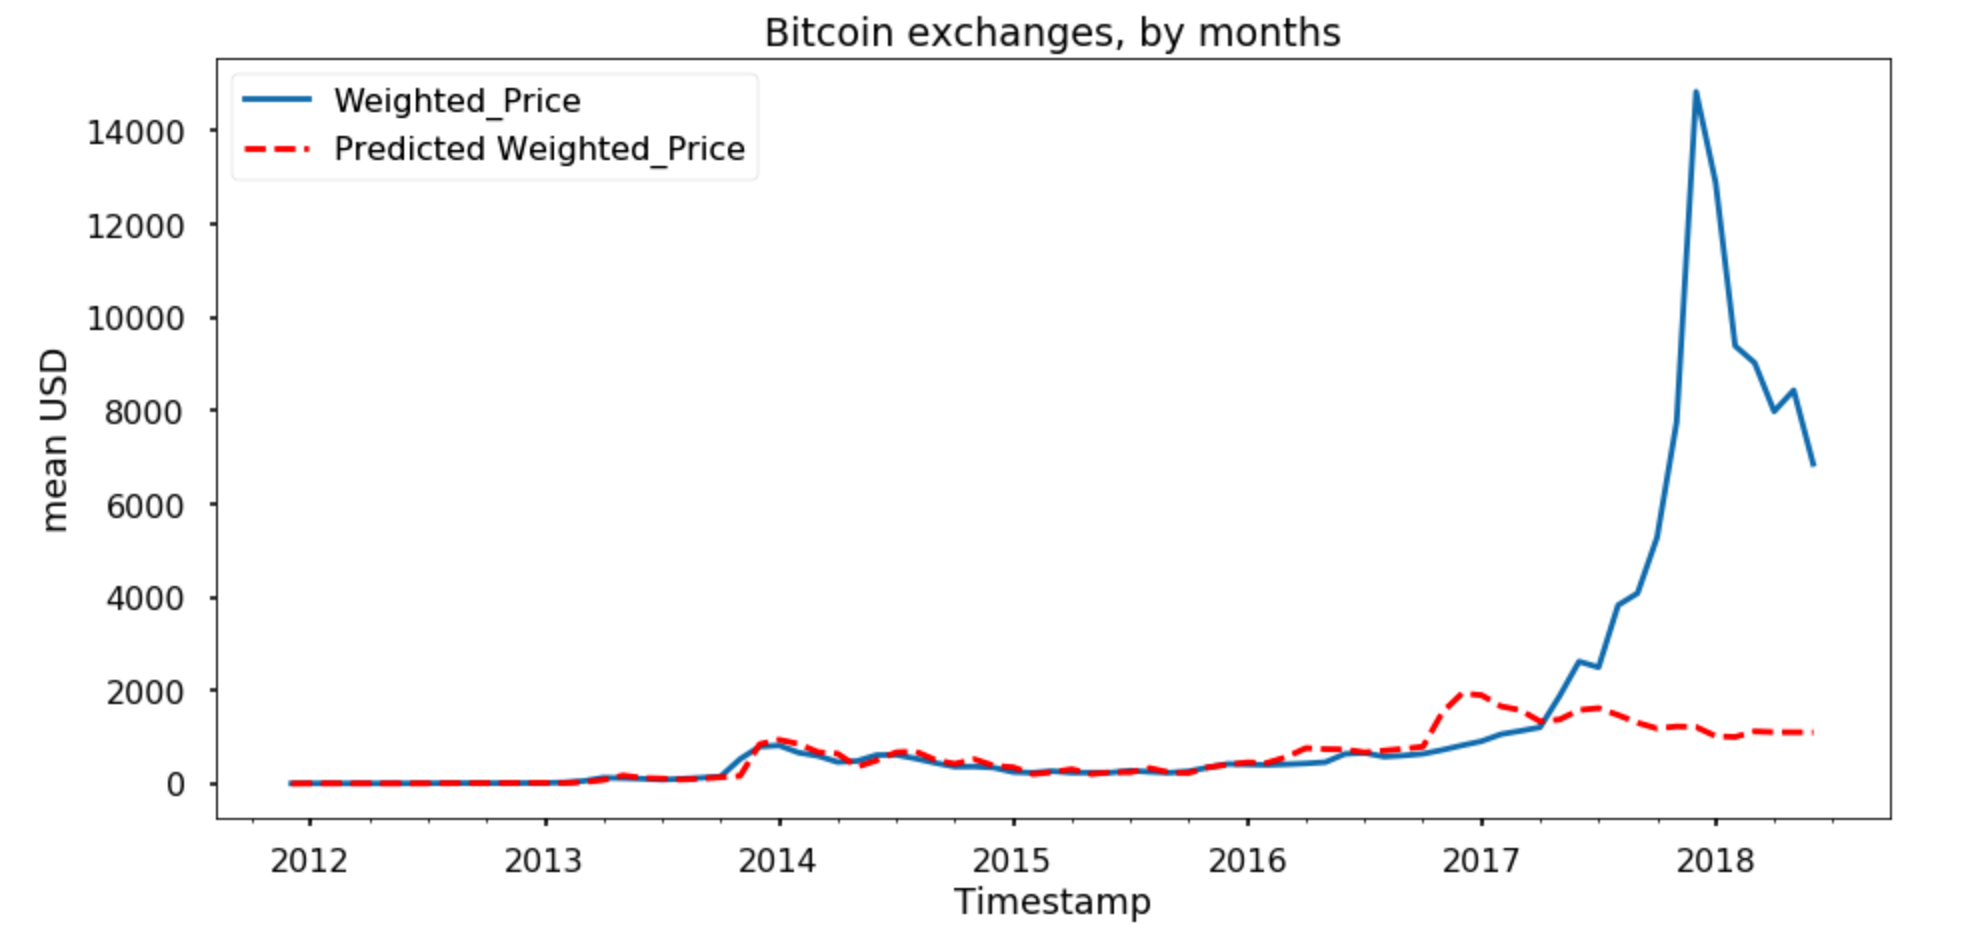 Bitcoin exchanges, by months
Weighted_Price
Predicted Weighted_Price
14000
12000
10000
8000
6000
4000
2000
0
mean USD
2012 2013 2014 2015 2016 2017 2018
Timestamp